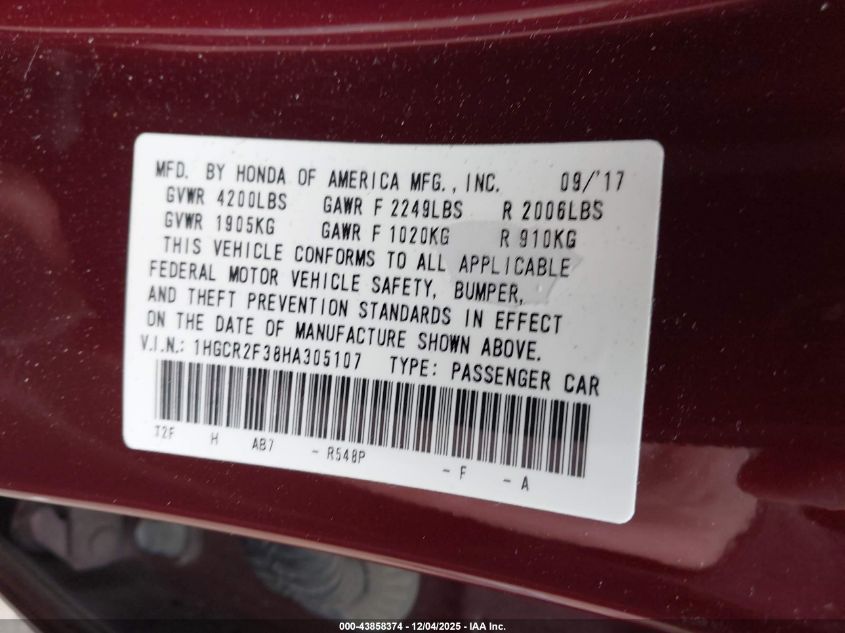 MFD. BY HONDA OF AMERICA MFG., INC. 09/'17
GVWR 4200LBS GAWR F 2249LBS R 2006LBS
GVWR 1905KG GAWR F 1020KG R 910KG
THIS VEHICLE CONFORMS TO ALL APPLICABLE
FEDERAL MOTOR VEHICLE SAFETY, BUMPER,
AND THEFT PREVENTION STANDARDS IN EFFECT
ON THE DATE OF MANUFACTURE SHOWN ABOVE.
V.I.N.: 1HGCR2F38HA305107 TYPE: PASSENGER CAR
T2F H AB7 - R548P - F - A
000-43858374 | 12/04/2025 - IAA Inc.